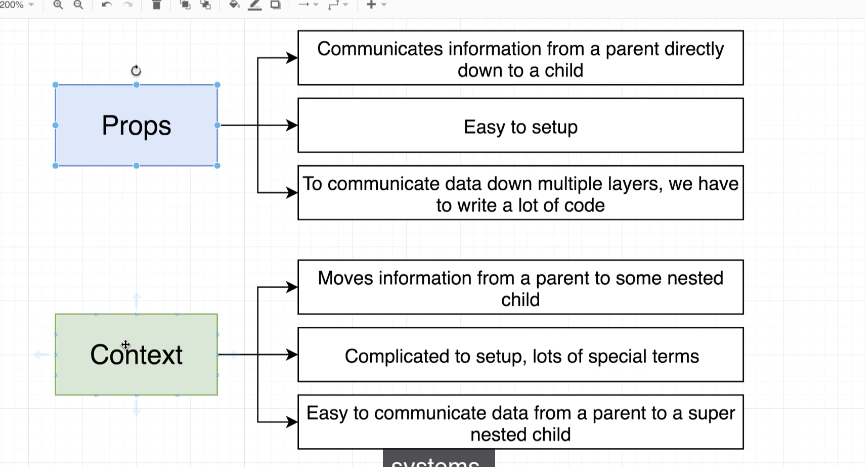 200%
Communicates information from a parent directly
down to a child
Props
Easy to setup
To communicate data down multiple layers, we have
to write a lot of code
Moves information from a parent to some nested
child
Context
Complicated to setup, lots of special terms
Easy to communicate data from a parent to a super
nested child
systems